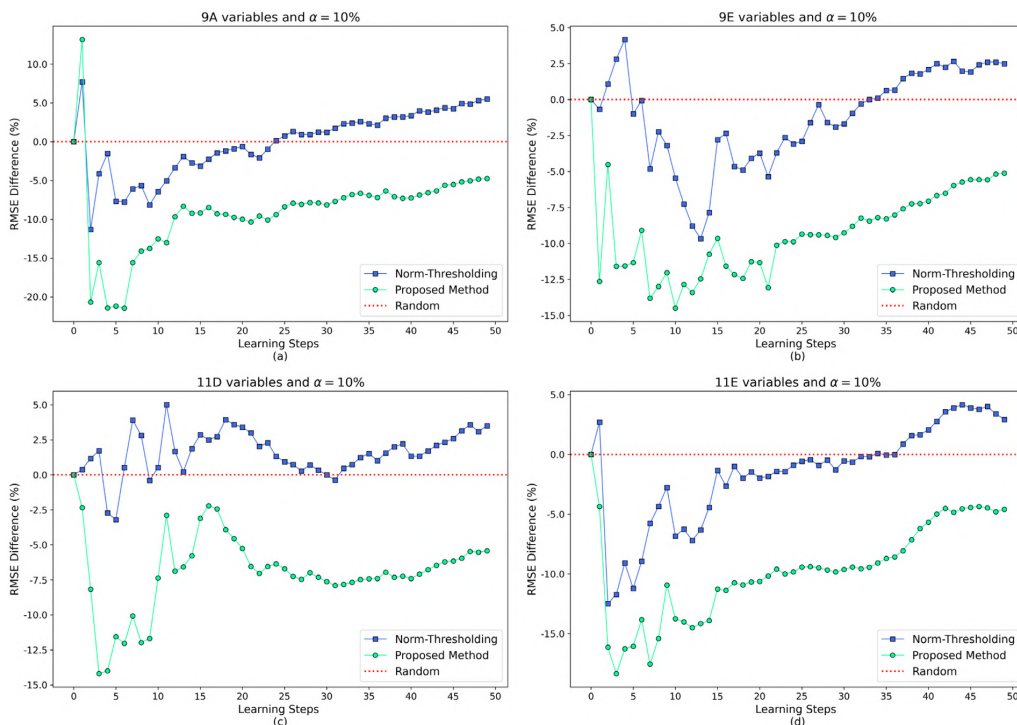 9A variables and α = 10%
RMSE Difference (%)
10.0
5.0
0.0
-5.0
-10.0
-15.0
-20.0
Norm-Thresholding
Proposed Method
Random
0 5 10 15 20 25 30 35 40 45 50
Learning Steps
(a)
9E variables and α = 10%
RMSE Difference (%)
5.0
2.5
0.0
-2.5
-5.0
-7.5
-10.0
-12.5
-15.0
Norm-Thresholding
Proposed Method
Random
0 5 10 15 20 25 30 35 40 45 50
Learning Steps
(b)
11D variables and α = 10%
RMSE Difference (%)
5.0
2.5
0.0
-2.5
-5.0
-7.5
-10.0
-12.5
-15.0
Norm-Thresholding
Proposed Method
Random
0 5 10 15 20 25 30 35 40 45 50
Learning Steps
(c)
11E variables and α = 10%
RMSE Difference (%)
5.0
0.0
-5.0
-10.0
-15.0
Norm-Thresholding
Proposed Method
Random
0 5 10 15 20 25 30 35 40 45 50
Learning Steps
(d)